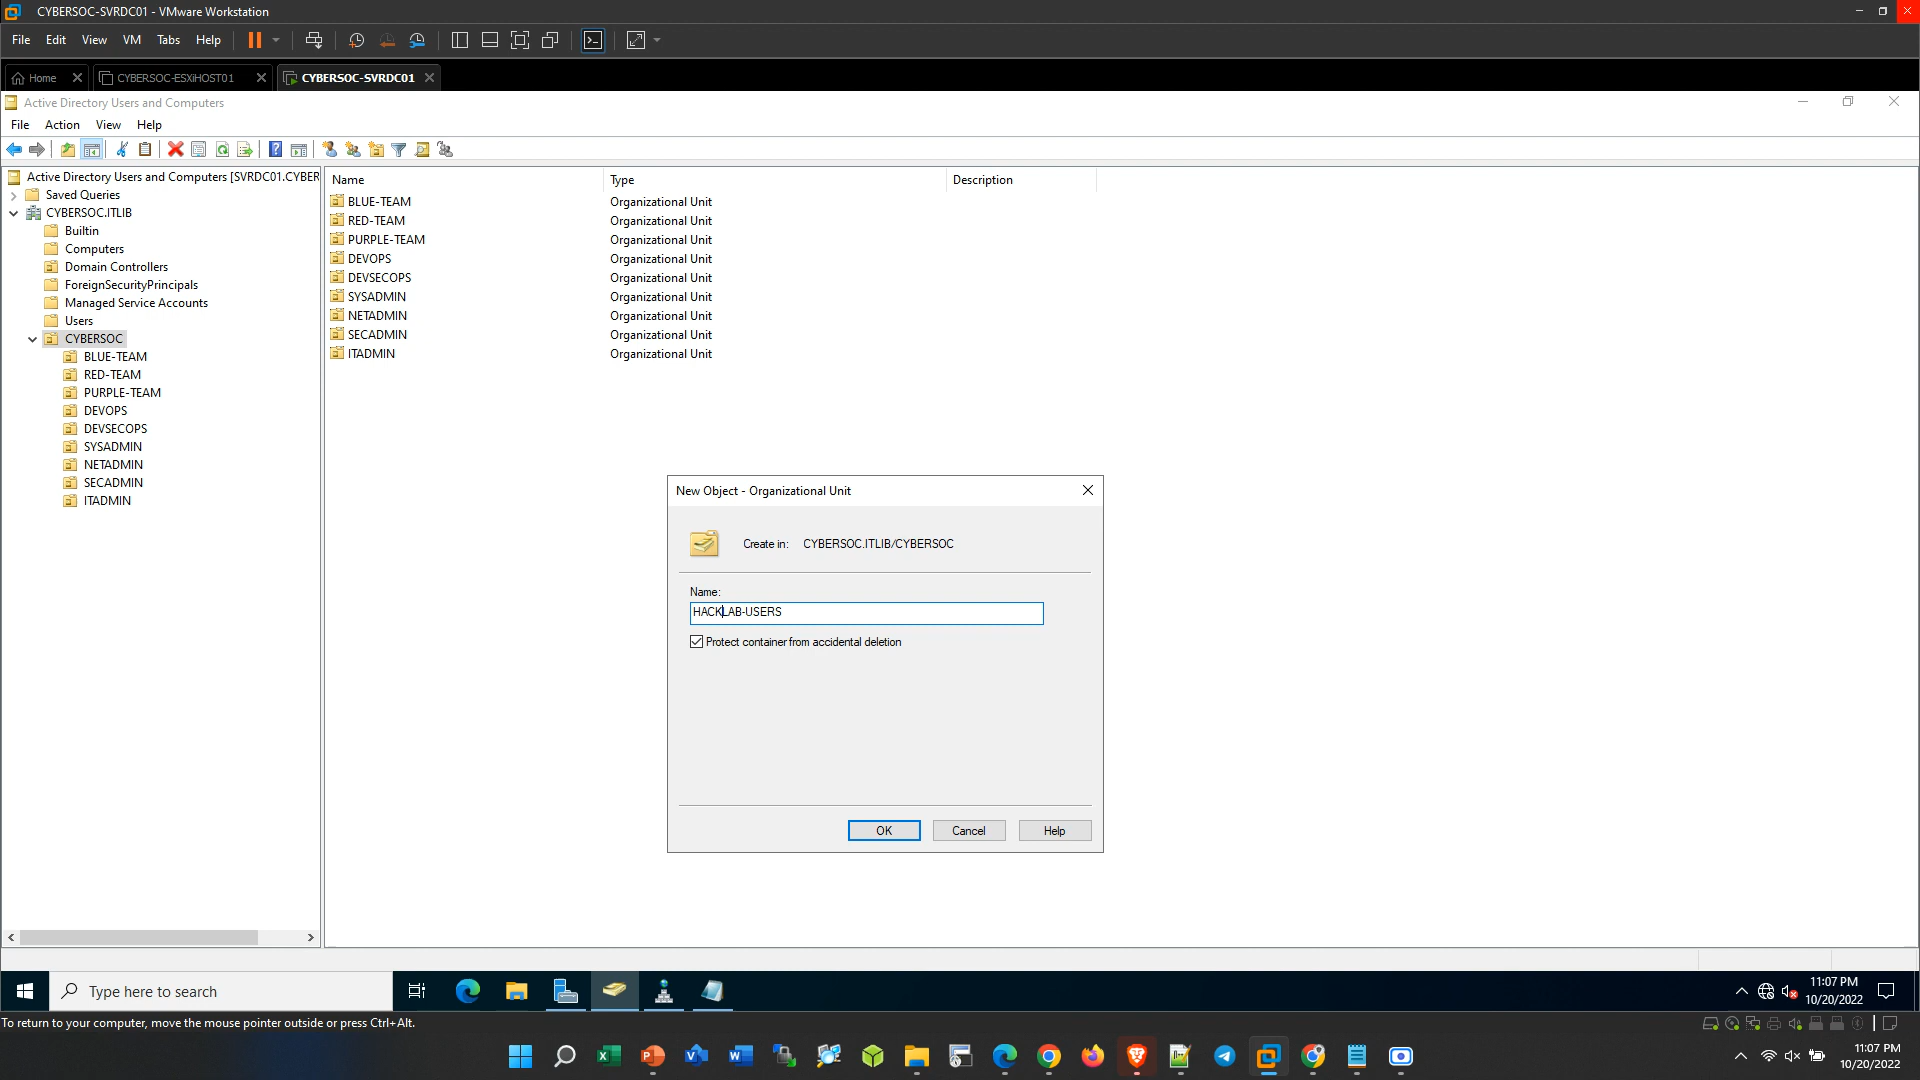 CYBERSOC-SVRDC01 - VMware Workstation
File Edit View VM Tabs Help
Home CYBERSOC-ESXiHOST01 CYBERSOC-SVRDC01
Active Directory Users and Computers
File Action View Help
Active Directory Users and Computers [SVRDC01.CYBER
Saved Queries
CYBERSOC.ITLIB
Builtin
Computers
Domain Controllers
ForeignSecurityPrincipals
Managed Service Accounts
Users
CYBERSOC
BLUE-TEAM
RED-TEAM
PURPLE-TEAM
DEVOPS
DEVSECOPS
SYSADMIN
NETADMIN
SECADMIN
ITADMIN
Name Type Description
BLUE-TEAM Organizational Unit
RED-TEAM Organizational Unit
PURPLE-TEAM Organizational Unit
DEVOPS Organizational Unit
DEVSECOPS Organizational Unit
SYSADMIN Organizational Unit
NETADMIN Organizational Unit
SECADMIN Organizational Unit
ITADMIN Organizational Unit
New Object - Organizational Unit
Create in: CYBERSOC.ITLIB/CYBERSOC
Name:
HACKLAB-USERS
Protect container from accidental deletion
OK Cancel Help
Type here to search
11:07 PM
10/20/2022
To return to your computer, move the mouse pointer outside or press Ctrl+Alt.
11:07 PM
10/20/2022